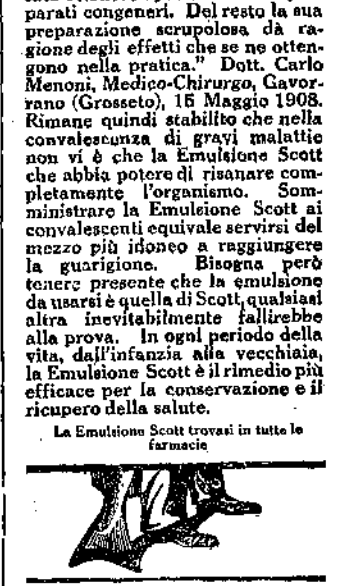 parati congeneri. Del resto la sua
preparazione scrupolosa dà ra-
gione degli effetti che se ne otten-
gono nella pratica.” Dott. Carlo
Menoni, Medico-Chirurgo, Gavor-
rano (Grosseto), 15 Maggio 1908.
Rimane quindi stabilito che nella
convalescenza di gravi malattie
non vi è che la Emulsione Scott
che abbia potere di risanare com-
pletamente l'organismo. Som-
ministrare la Emulsione Scott ai
convalescenti equivale servirsi del
mezzo più idoneo a raggiungere
la guarigione. Bisogna però
tenere presente che la emulsione
da usarsi è quella di Scott, qualsiasi
altra inevitabilmente fallirebbe
alla prova. In ogni periodo della
vita, dall'infanzia alla vecchiaia,
la Emulsione Scott è il rimedio più
efficace per la conservazione e il
ricupero della salute.
La Emulsione Scott trovasi in tutte le
farmacie